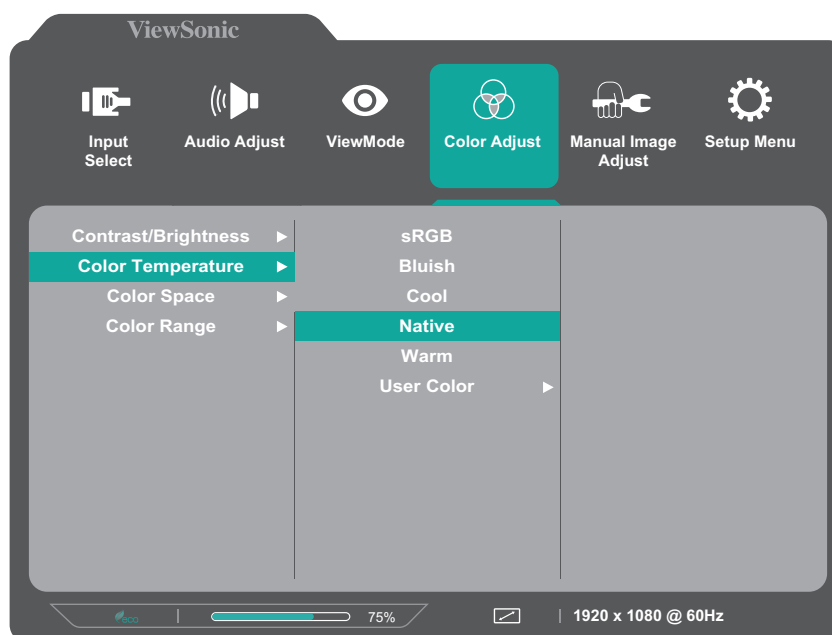 ViewSonic
Input
Select
Audio Adjust
ViewMode
Color Adjust
Manual Image
Adjust
Setup Menu
Contrast/Brightness
Color Temperature
Color Space
Color Range
sRGB
Bluish
Cool
Native
Warm
User Color
eco
75%
1920 x 1080 @ 60Hz